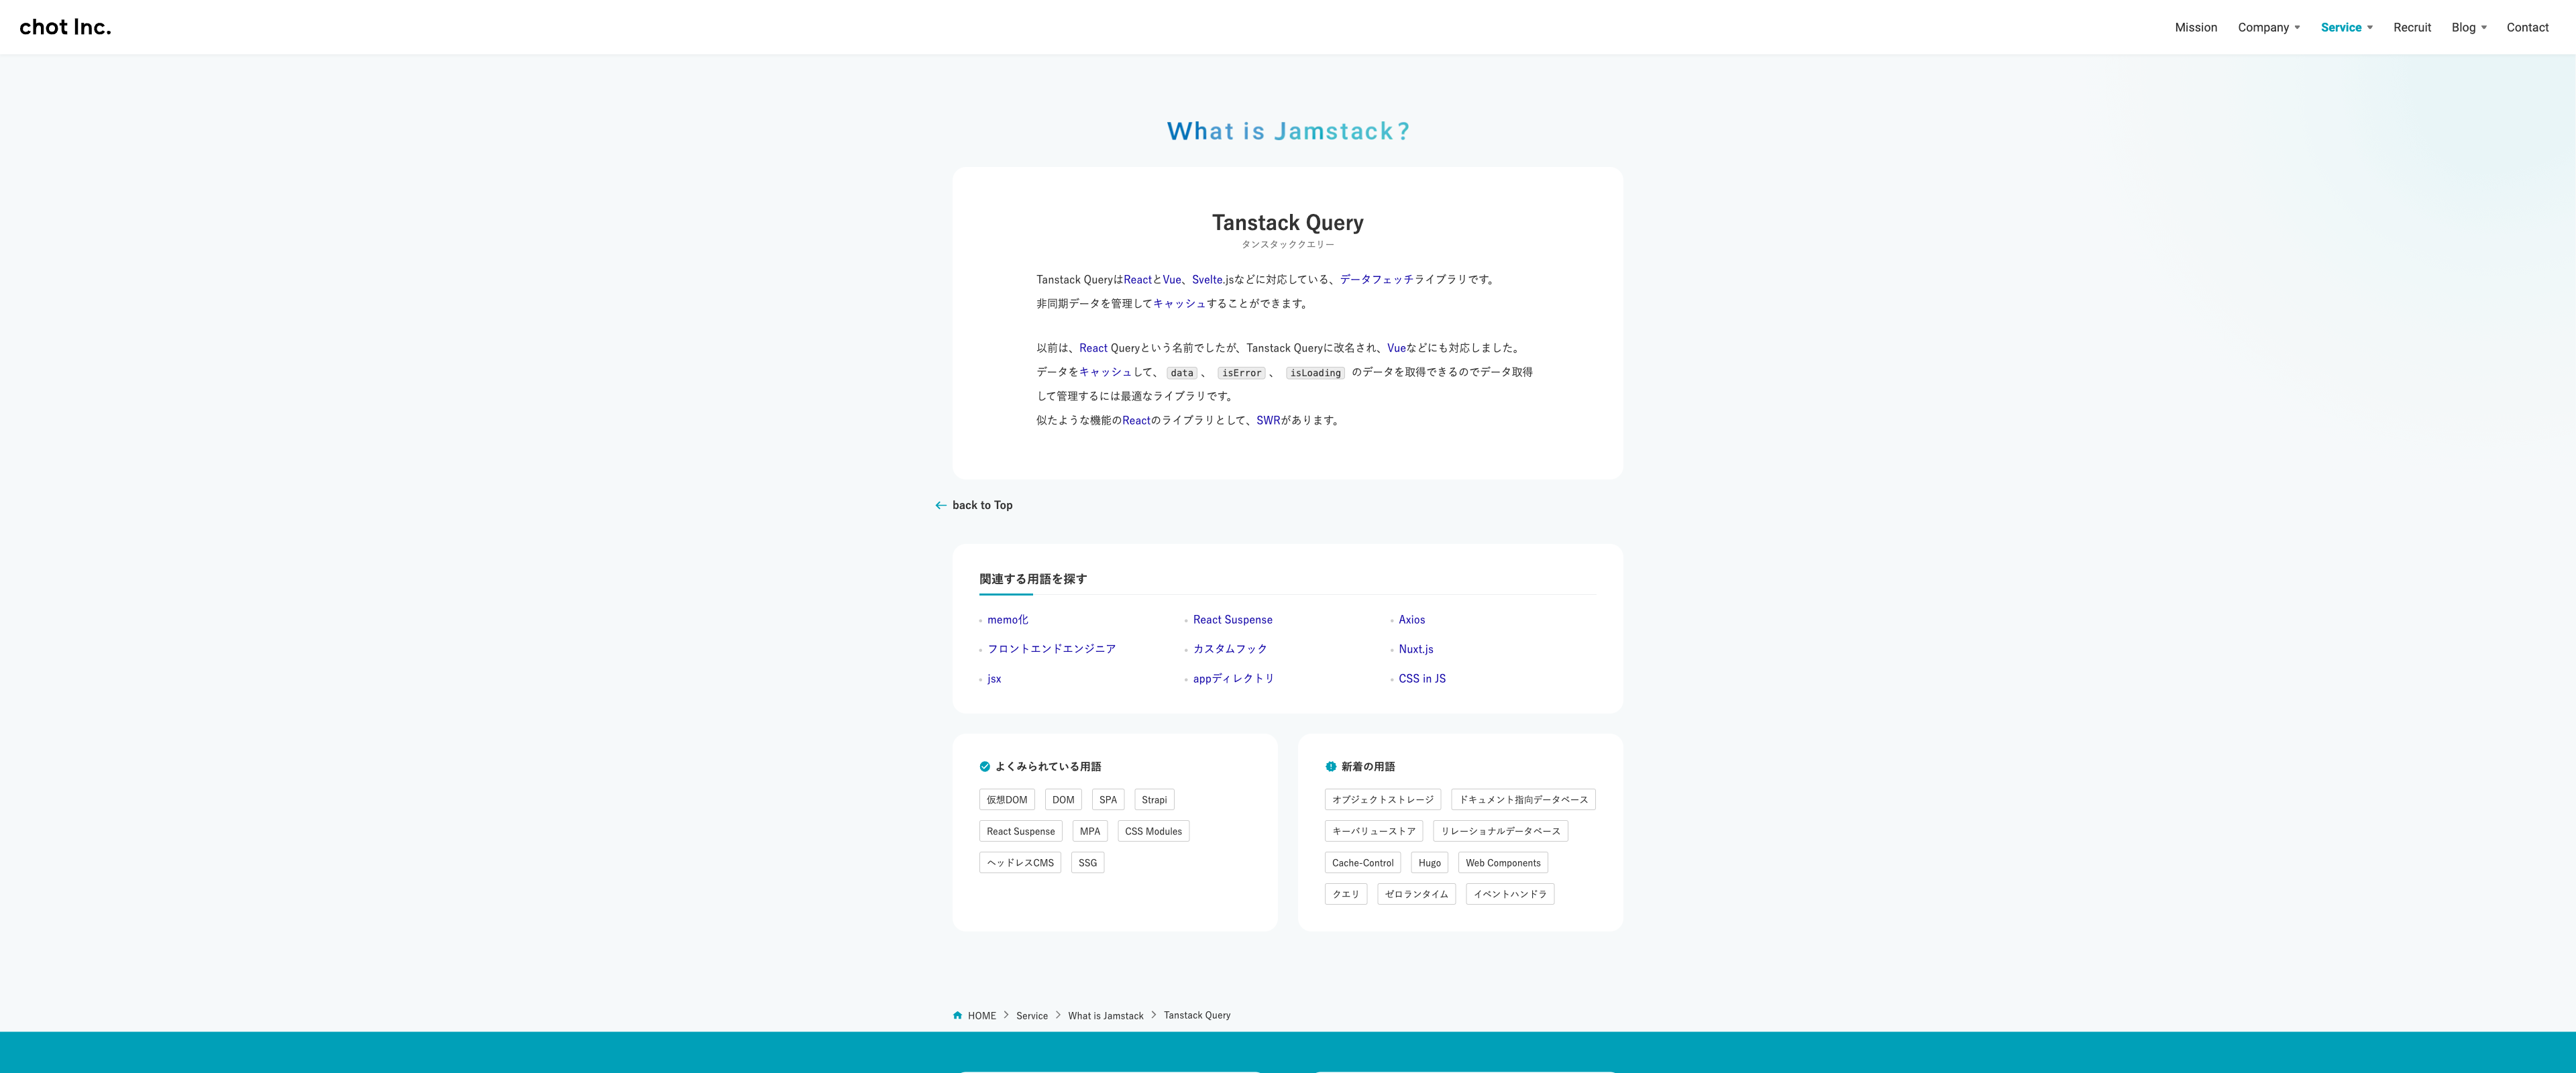 chot Inc.
Mission Company Service Recruit Blog Contact
What is Jamstack?
Tanstack Query
タンスタッククエリー
Tanstack QueryはReactとVue、Svelte.jsなどに対応している、データフェッチライブラリです。
非同期データを管理してキャッシュすることができます。
以前は、React Queryという名前でしたが、Tanstack Queryに改名され、Vueなどにも対応しました。
データをキャッシュして、 data 、 isError 、 isLoading のデータを取得できるのでデータ取得
して管理するには最適なライブラリです。
似たような機能のReactのライブラリとして、SWRがあります。
back to Top
関連する用語を探す
memo化 React Suspense Axios
フロントエンドエンジニア カスタムフック Nuxt.js
jsx appディレクトリ CSS in JS
よくみられている用語
仮想DOM DOM SPA Strapi
React Suspense MPA CSS Modules
ヘッドレスCMS SSG
新着の用語
オブジェクトストレージ ドキュメント指向データベース
キーバリューストア リレーショナルデータベース
Cache-Control Hugo Web Components
クエリ ゼロランタイム イベントハンドラ
HOME Service What is Jamstack Tanstack Query